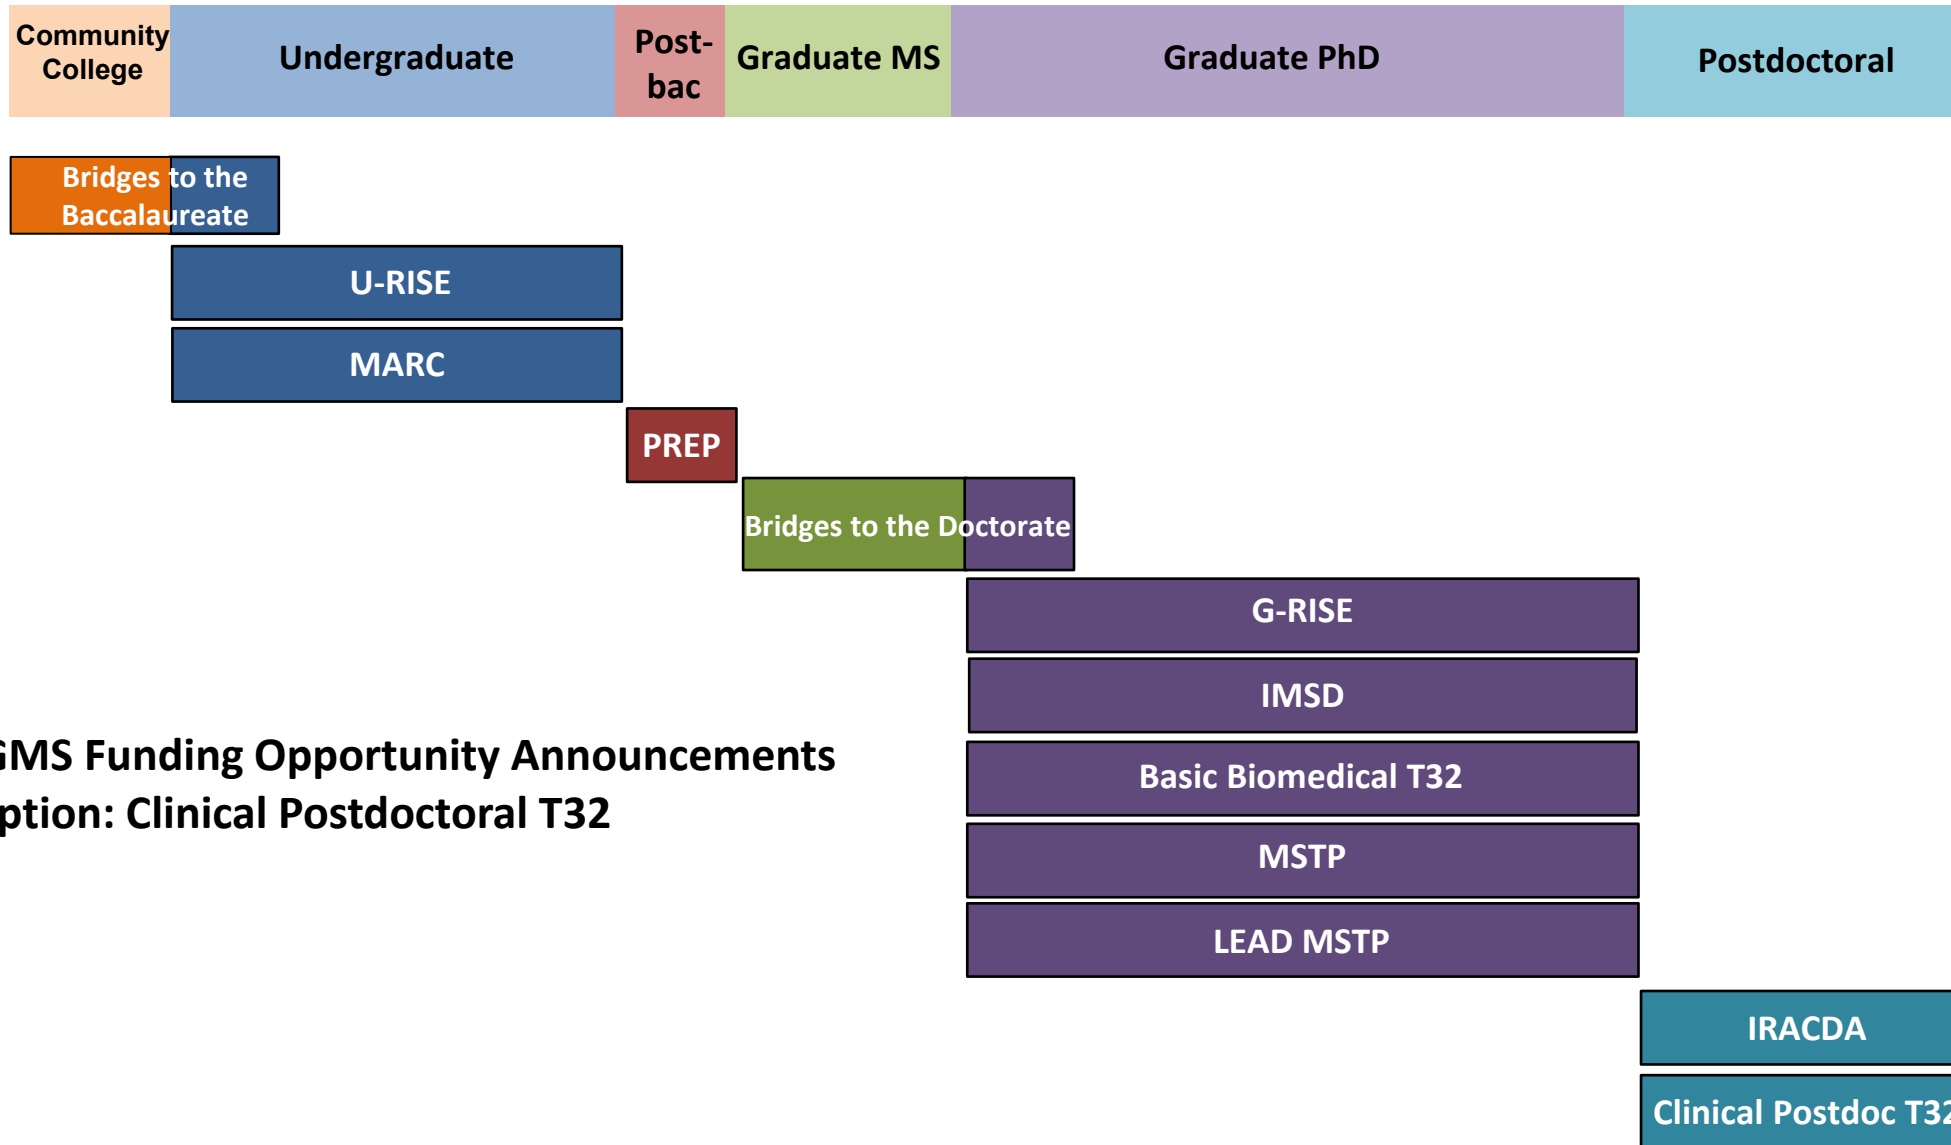 Community
College
Undergraduate
Post-
bac
Graduate MS
Graduate PhD
Postdoctoral
Bridges to the
Baccalaureate
U-RISE
MARC
PREP
Bridges to the Doctorate
G-RISE
IMSD
GMS Funding Opportunity Announcements
ption: Clinical Postdoctoral T32
Basic Biomedical T32
MSTP
LEAD MSTP
IRACDA
Clinical Postdoc T32